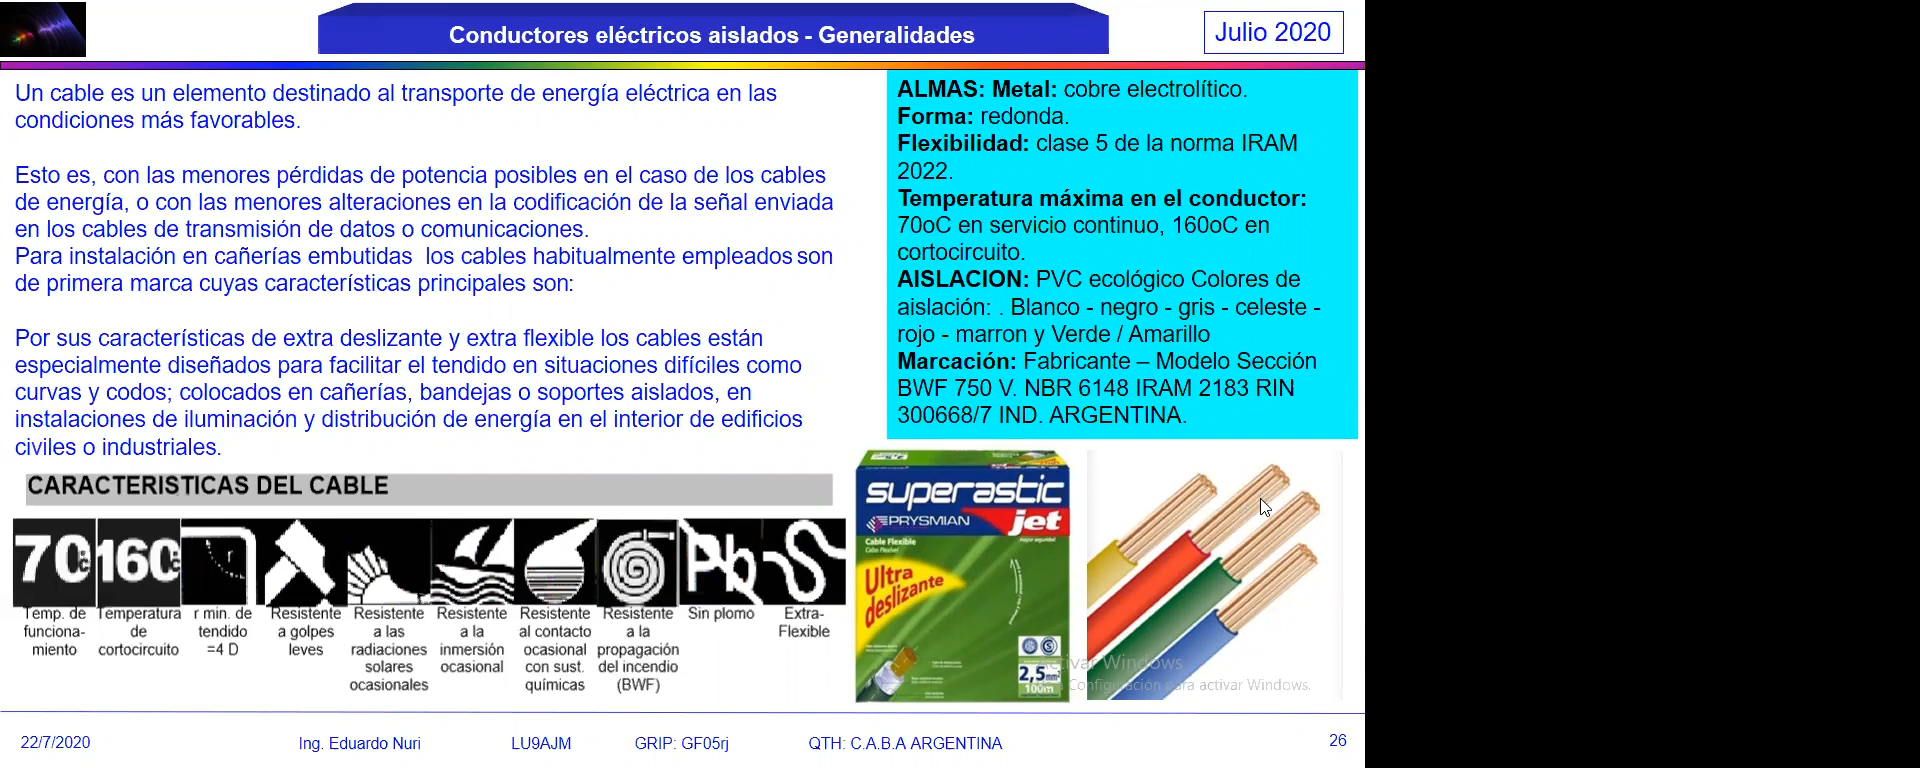 Conductores eléctricos aislados - Generalidades
Julio 2020
Un cable es un elemento destinado al transporte de energía eléctrica en las
condiciones más favorables.
Esto es, con las menores pérdidas de potencia posibles en el caso de los cables
de energía, o con las menores alteraciones en la codificación de la señal enviada
en los cables de transmisión de datos o comunicaciones.
Para instalación en cañerías embutidas los cables habitualmente empleados son
de primera marca cuyas características principales son:
Por sus características de extra deslizante y extra flexible los cables están
especialmente diseñados para facilitar el tendido en situaciones difíciles como
curvas y codos; colocados en cañerías, bandejas o soportes aislados, en
instalaciones de iluminación y distribución de energía en el interior de edificios
civiles o industriales.
ALMAS: Metal: cobre electrolítico.
Forma: redonda.
Flexibilidad: clase 5 de la norma IRAM
2022.
Temperatura máxima en el conductor:
70oC en servicio continuo, 160oC en
cortocircuito.
AISLACION: PVC ecológico Colores de
aislación: . Blanco - negro - gris - celeste -
rojo - marron y Verde / Amarillo
Marcación: Fabricante – Modelo Sección
BWF 750 V. NBR 6148 IRAM 2183 RIN
300668/7 IND. ARGENTINA.
CARACTERISTICAS DEL CABLE
70°C
160°C
Pb
Temp. de
funciona-
miento
Temperatura
de
cortocircuito
r min. de
tendido
=4 D
Resistente
a golpes
leves
Resistente
a las
radiaciones
solares
ocasionales
Resistente
a la
inmersión
ocasional
Resistente
al contacto
ocasional
con sust.
químicas
Resistente
a la
propagación
del incendio
(BWF)
Sin plomo
Extra-
Flexible
superastic
PRYSMIAN
jet
mayor seguridad
Cable Flexible
Cabo Flexível
Ultra
deslizante
2,5mm²
100m
Activar Windows
Configuración para activar Windows.
22/7/2020
Ing. Eduardo Nuri
LU9AJM
GRIP: GF05rj
QTH: C.A.B.A ARGENTINA
26